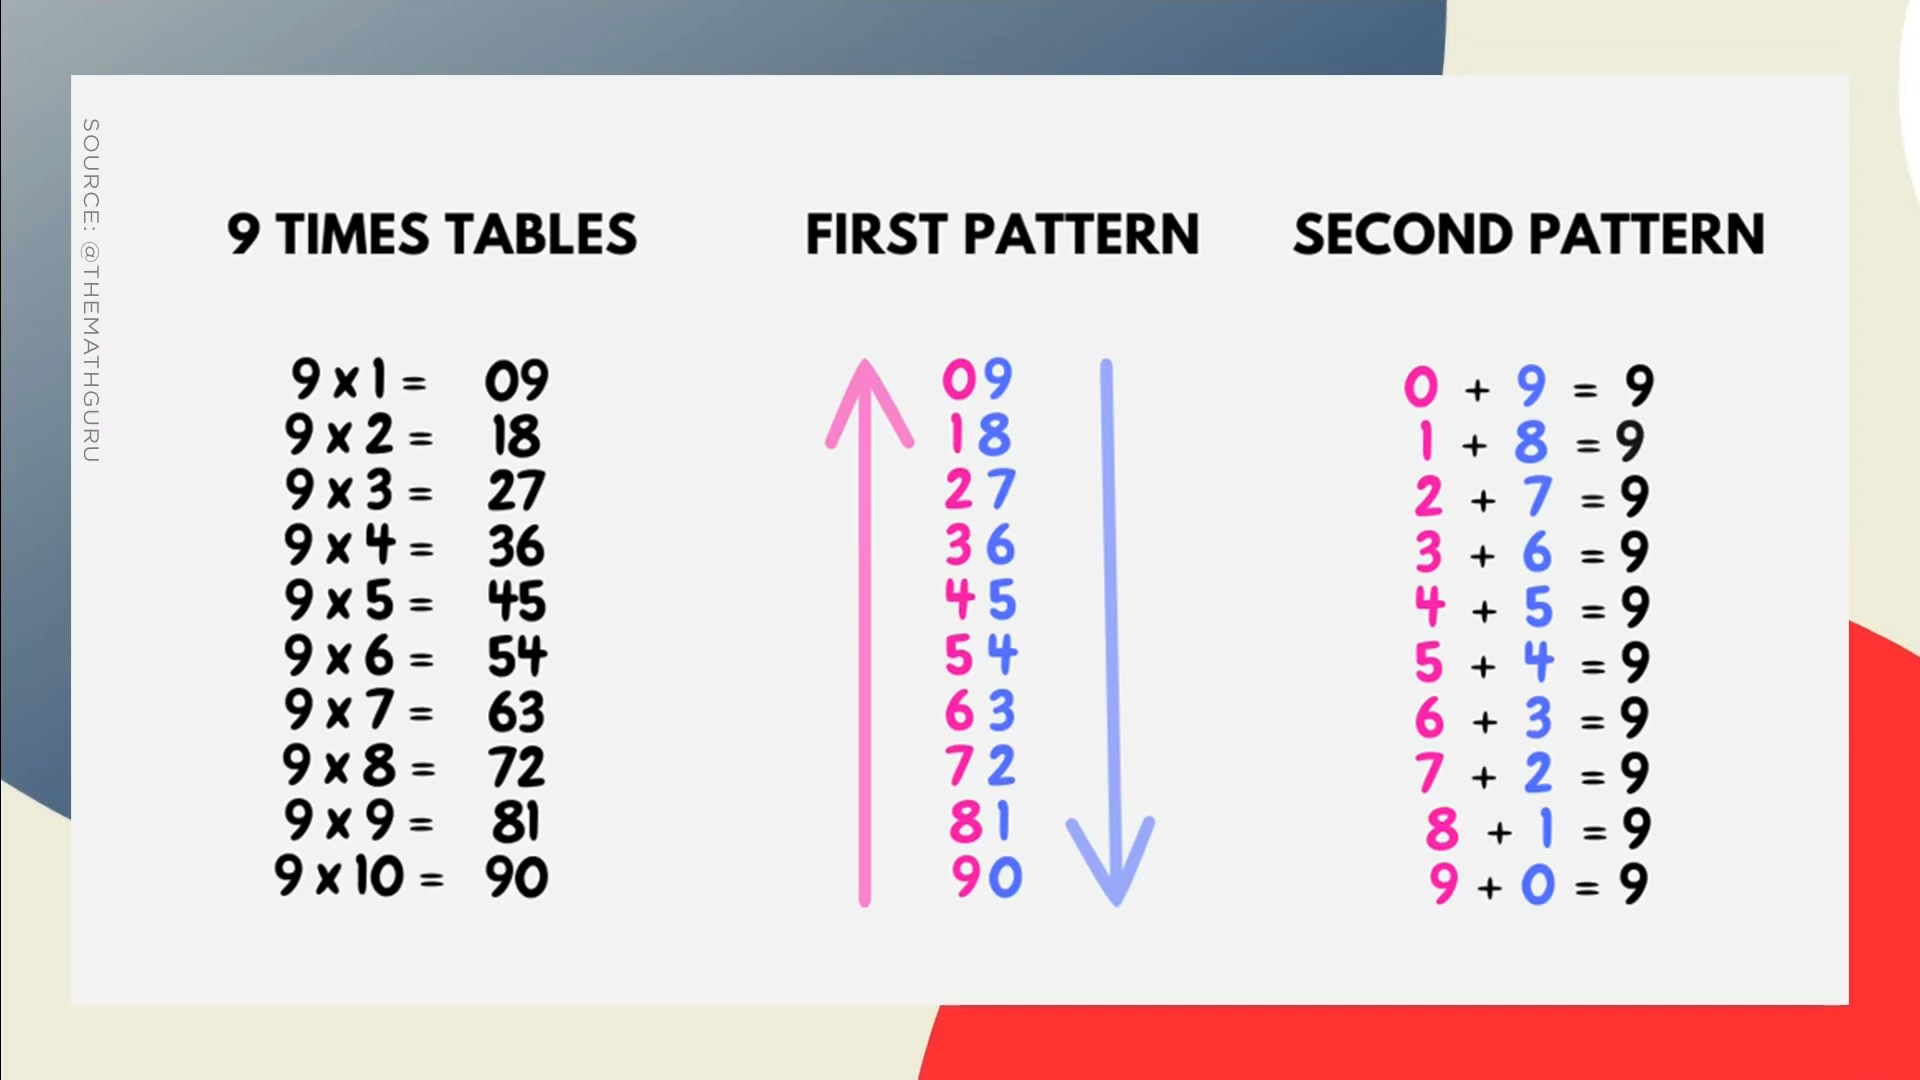 SOURCE: @THEMATHGURU
9 TIMES TABLES
9 x 1 = 09
9 x 2 = 18
9 x 3 = 27
9 x 4 = 36
9 x 5 = 45
9 x 6 = 54
9 x 7 = 63
9 x 8 = 72
9 x 9 = 81
9 x 10 = 90
FIRST PATTERN
09
18
27
36
45
54
63
72
81
90
SECOND PATTERN
0 + 9 = 9
1 + 8 = 9
2 + 7 = 9
3 + 6 = 9
4 + 5 = 9
5 + 4 = 9
6 + 3 = 9
7 + 2 = 9
8 + 1 = 9
9 + 0 = 9